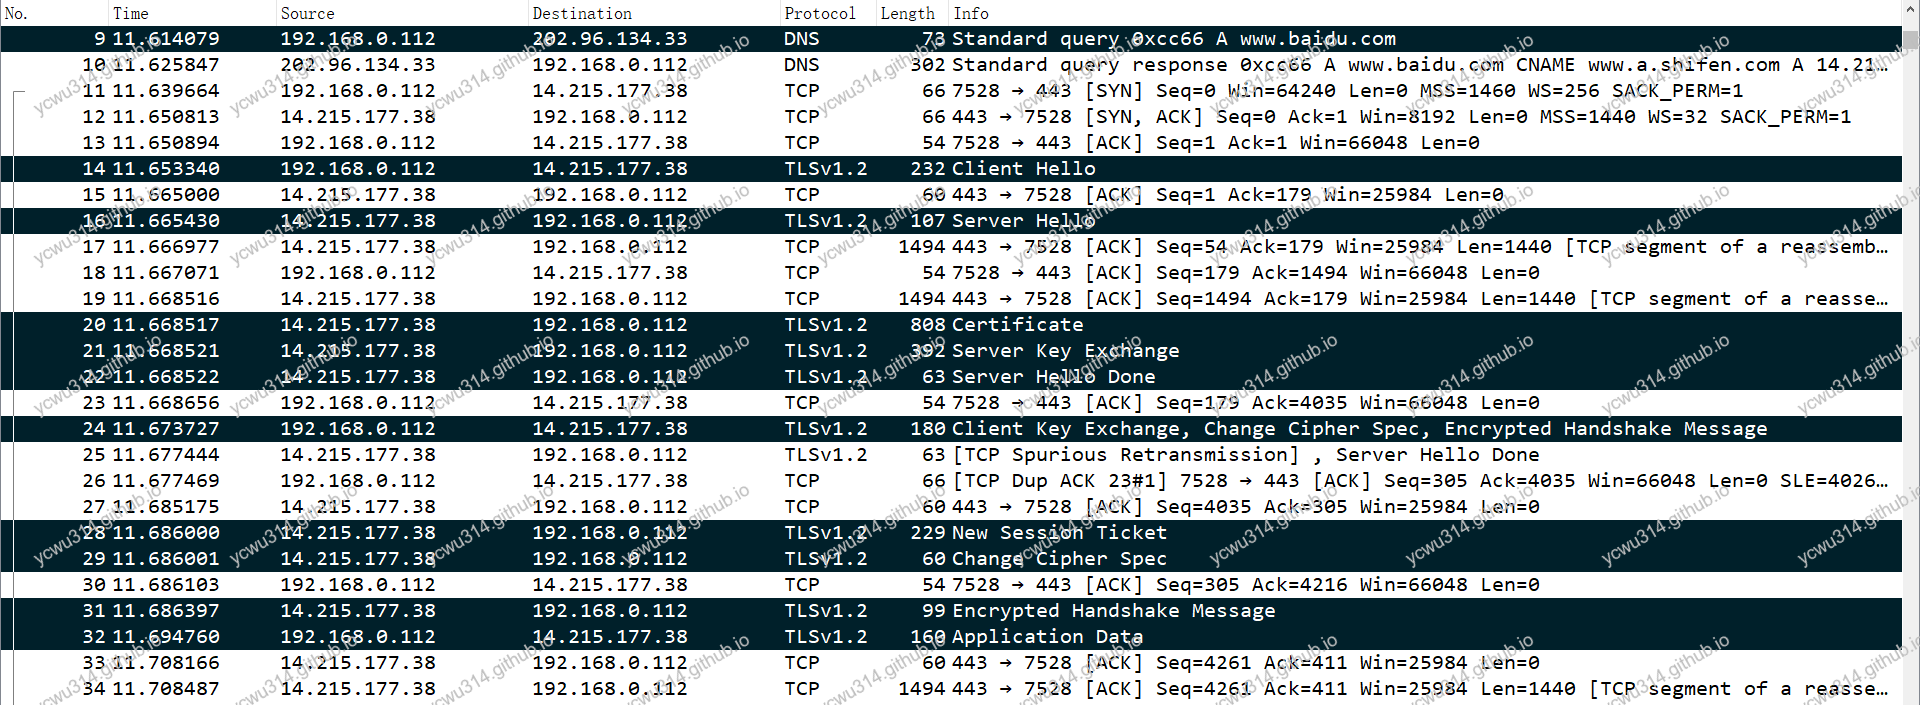 No. Time Source Destination Protocol Length Info
9 11.614079 192.168.0.112 202.96.134.33 DNS 73 Standard query 0xcc66 A www.baidu.com
10 11.625847 202.96.134.33 192.168.0.112 DNS 302 Standard query response 0xcc66 A www.baidu.com CNAME www.a.shifen.com A 14.21…
11 11.639664 192.168.0.112 14.215.177.38 TCP 66 7528 → 443 [SYN] Seq=0 Win=64240 Len=0 MSS=1460 WS=256 SACK_PERM=1
12 11.650813 14.215.177.38 192.168.0.112 TCP 66 443 → 7528 [SYN, ACK] Seq=0 Ack=1 Win=8192 Len=0 MSS=1440 WS=32 SACK_PERM=1
13 11.650894 192.168.0.112 14.215.177.38 TCP 54 7528 → 443 [ACK] Seq=1 Ack=1 Win=66048 Len=0
14 11.653340 192.168.0.112 14.215.177.38 TLSv1.2 232 Client Hello
15 11.665000 14.215.177.38 192.168.0.112 TCP 60 443 → 7528 [ACK] Seq=1 Ack=179 Win=25984 Len=0
16 11.665430 14.215.177.38 192.168.0.112 TLSv1.2 107 Server Hello
17 11.666977 14.215.177.38 192.168.0.112 TCP 1494 443 → 7528 [ACK] Seq=54 Ack=179 Win=25984 Len=1440 [TCP segment of a reassemb…
18 11.667071 192.168.0.112 14.215.177.38 TCP 54 7528 → 443 [ACK] Seq=179 Ack=1494 Win=66048 Len=0
19 11.668516 14.215.177.38 192.168.0.112 TCP 1494 443 → 7528 [ACK] Seq=1494 Ack=179 Win=25984 Len=1440 [TCP segment of a reasse…
20 11.668517 14.215.177.38 192.168.0.112 TLSv1.2 808 Certificate
21 11.668521 14.215.177.38 192.168.0.112 TLSv1.2 392 Server Key Exchange
22 11.668522 14.215.177.38 192.168.0.112 TLSv1.2 63 Server Hello Done
23 11.668656 192.168.0.112 14.215.177.38 TCP 54 7528 → 443 [ACK] Seq=179 Ack=4035 Win=66048 Len=0
24 11.673727 192.168.0.112 14.215.177.38 TLSv1.2 180 Client Key Exchange, Change Cipher Spec, Encrypted Handshake Message
25 11.677444 14.215.177.38 192.168.0.112 TLSv1.2 63 [TCP Spurious Retransmission] , Server Hello Done
26 11.677469 192.168.0.112 14.215.177.38 TCP 66 [TCP Dup ACK 23#1] 7528 → 443 [ACK] Seq=305 Ack=4035 Win=66048 Len=0 SLE=4026…
27 11.685175 14.215.177.38 192.168.0.112 TCP 60 443 → 7528 [ACK] Seq=4035 Ack=305 Win=25984 Len=0
28 11.686000 14.215.177.38 192.168.0.112 TLSv1.2 229 New Session Ticket
29 11.686001 14.215.177.38 192.168.0.112 TLSv1.2 60 Change Cipher Spec
30 11.686103 192.168.0.112 14.215.177.38 TCP 54 7528 → 443 [ACK] Seq=305 Ack=4216 Win=66048 Len=0
31 11.686397 14.215.177.38 192.168.0.112 TLSv1.2 99 Encrypted Handshake Message
32 11.694760 192.168.0.112 14.215.177.38 TLSv1.2 160 Application Data
33 11.708166 14.215.177.38 192.168.0.112 TCP 60 443 → 7528 [ACK] Seq=4261 Ack=411 Win=25984 Len=0
34 11.708487 14.215.177.38 192.168.0.112 TCP 1494 443 → 7528 [ACK] Seq=4261 Ack=411 Win=25984 Len=1440 [TCP segment of a reasse…
ycwu314.github.io